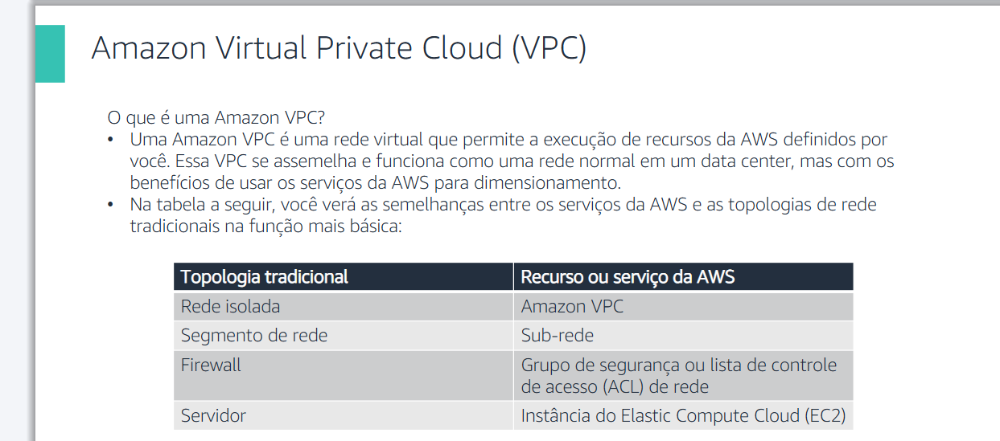 Amazon Virtual Private Cloud (VPC)
O que é uma Amazon VPC?
• Uma Amazon VPC é uma rede virtual que permite a execução de recursos da AWS definidos por
você. Essa VPC se assemelha e funciona como uma rede normal em um data center, mas com os
benefícios de usar os serviços da AWS para dimensionamento.
• Na tabela a seguir, você verá as semelhanças entre os serviços da AWS e as topologias de rede
tradicionais na função mais básica:
Topologia tradicional Recurso ou serviço da AWS
Rede isolada Amazon VPC
Segmento de rede Sub-rede
Firewall Grupo de segurança ou lista de controle
de acesso (ACL) de rede
Servidor Instância do Elastic Compute Cloud (EC2)